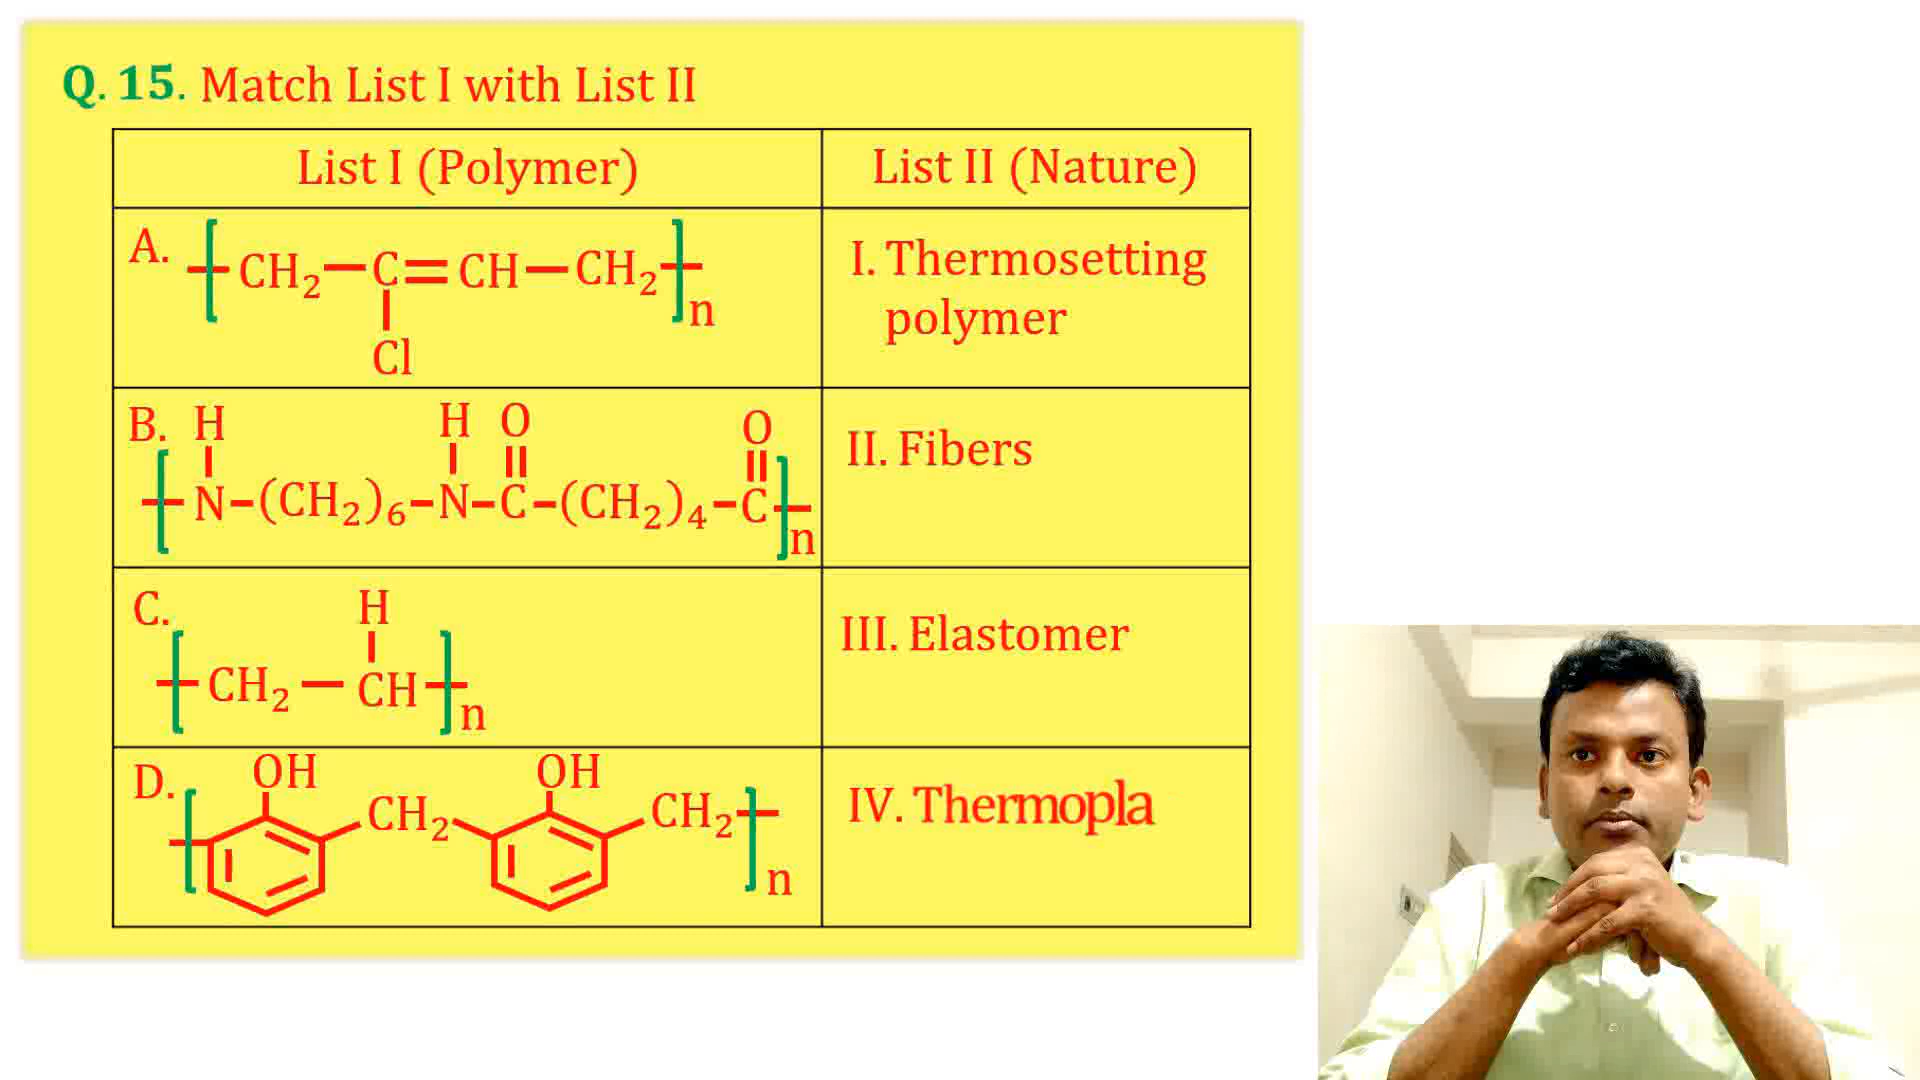 Q. 15. Match List I with List II
List I (Polymer)
List II (Nature)
A. [CH₂—C=CH—CH₂]n
Cl
I. Thermosetting
polymer
B. H H O O
[N–(CH₂)₆–N–C–(CH₂)₄–C]n
II. Fibers
C. H
[CH₂—CH]n
III. Elastomer
D. OH OH
CH₂ CH₂
n
IV. Thermopla